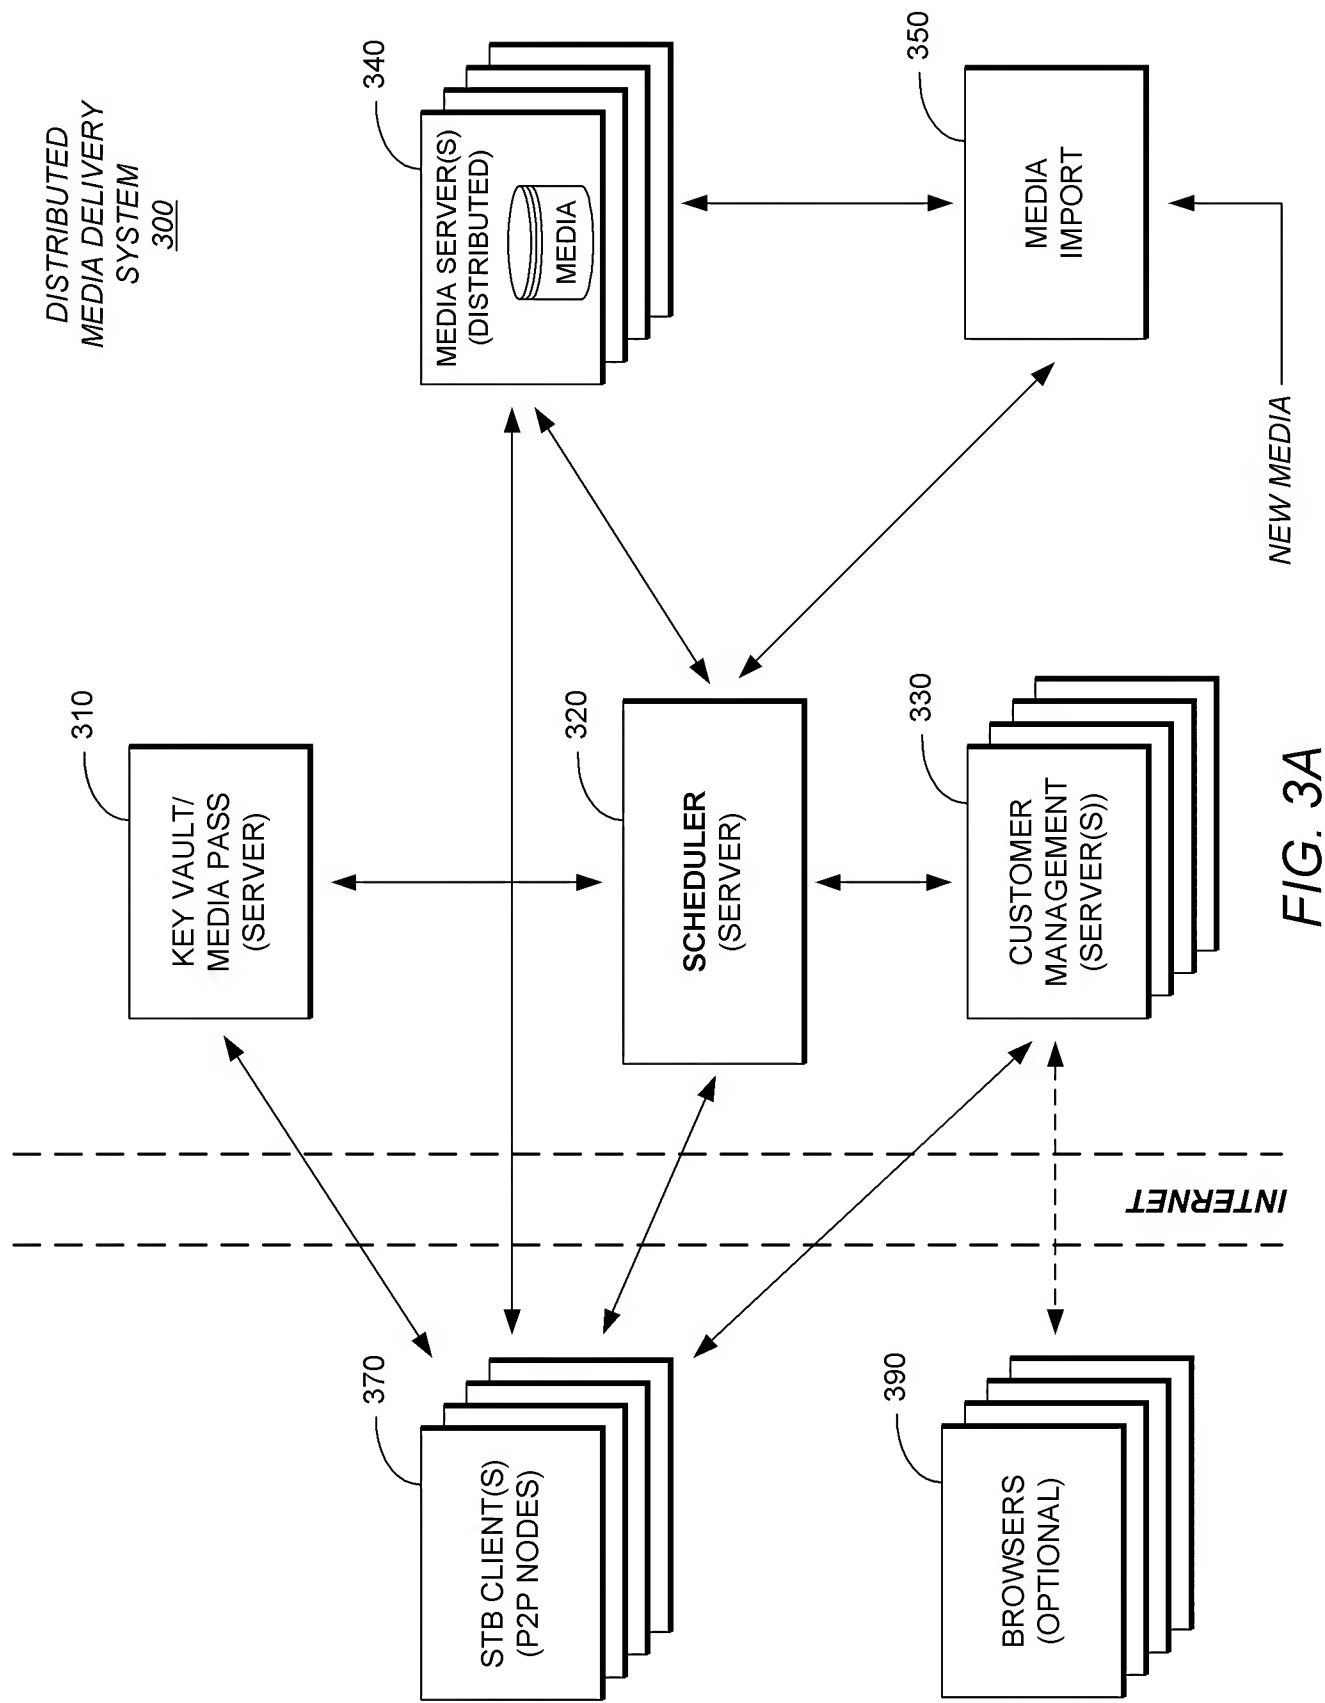 DISTRIBUTED
MEDIA DELIVERY
SYSTEM
300
310
KEY VAULT/
MEDIA PASS
(SERVER)
340
MEDIA SERVER(S)
(DISTRIBUTED)
MEDIA
370
STB CLIENT(S)
(P2P NODES)
320
SCHEDULER
(SERVER)
350
MEDIA
IMPORT
390
BROWSERS
(OPTIONAL)
330
CUSTOMER
MANAGEMENT
(SERVER(S))
INTERNET
NEW MEDIA
FIG. 3A